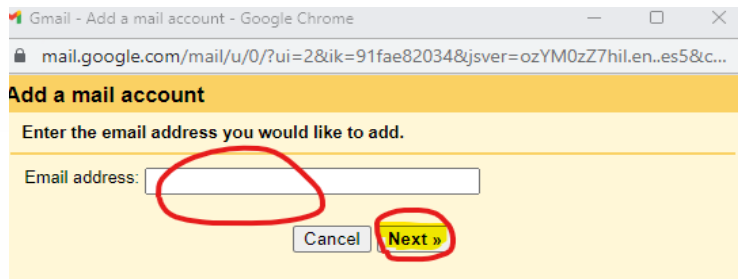 Gmail - Add a mail account - Google Chrome
mail.google.com/mail/u/0/?ui=2&ik=91fae82034&jsver=ozYM0zZ7hil.en..es5&c...
Add a mail account
Enter the email address you would like to add.
Email address:
Cancel Next »